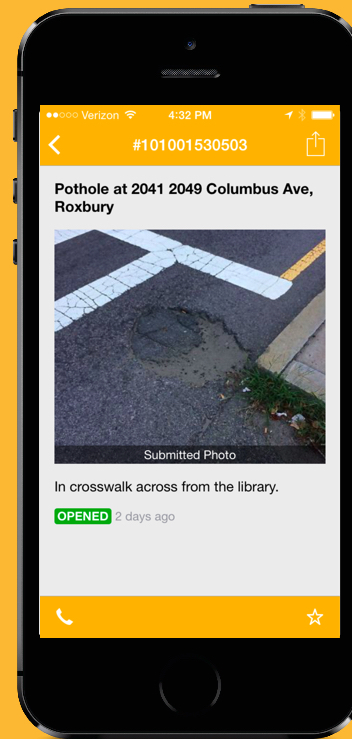 Verizon 4:32 PM
#101001530503
Pothole at 2041 2049 Columbus Ave,
Roxbury
Submitted Photo
In crosswalk across from the library.
OPENED 2 days ago